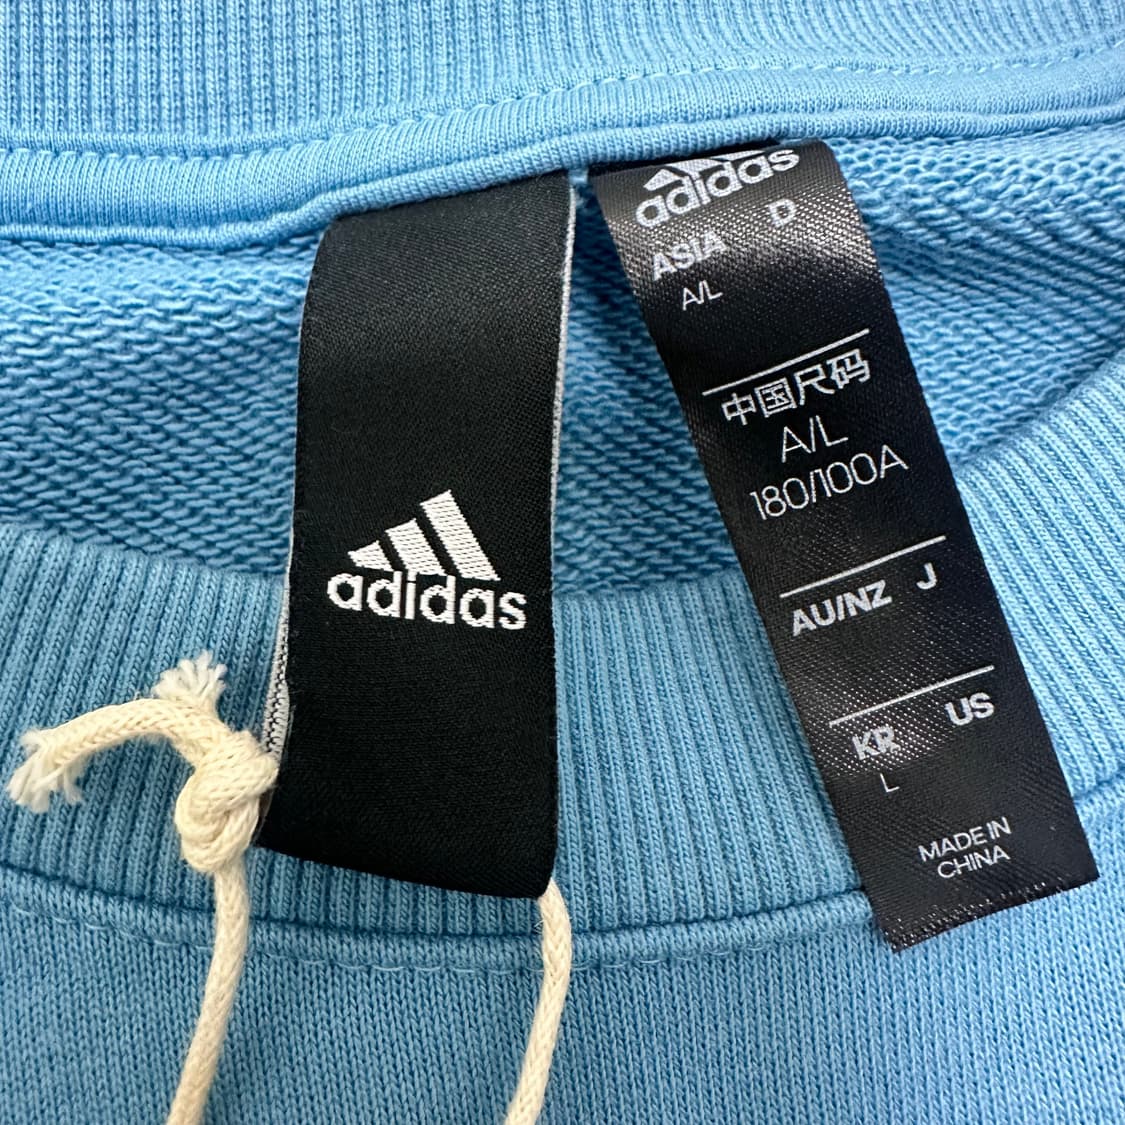 adidas
adidas
ASIA D
A/L
中国尺码
A/L
180/100A
AU/NZ J
KR US
L
MADE IN
CHINA